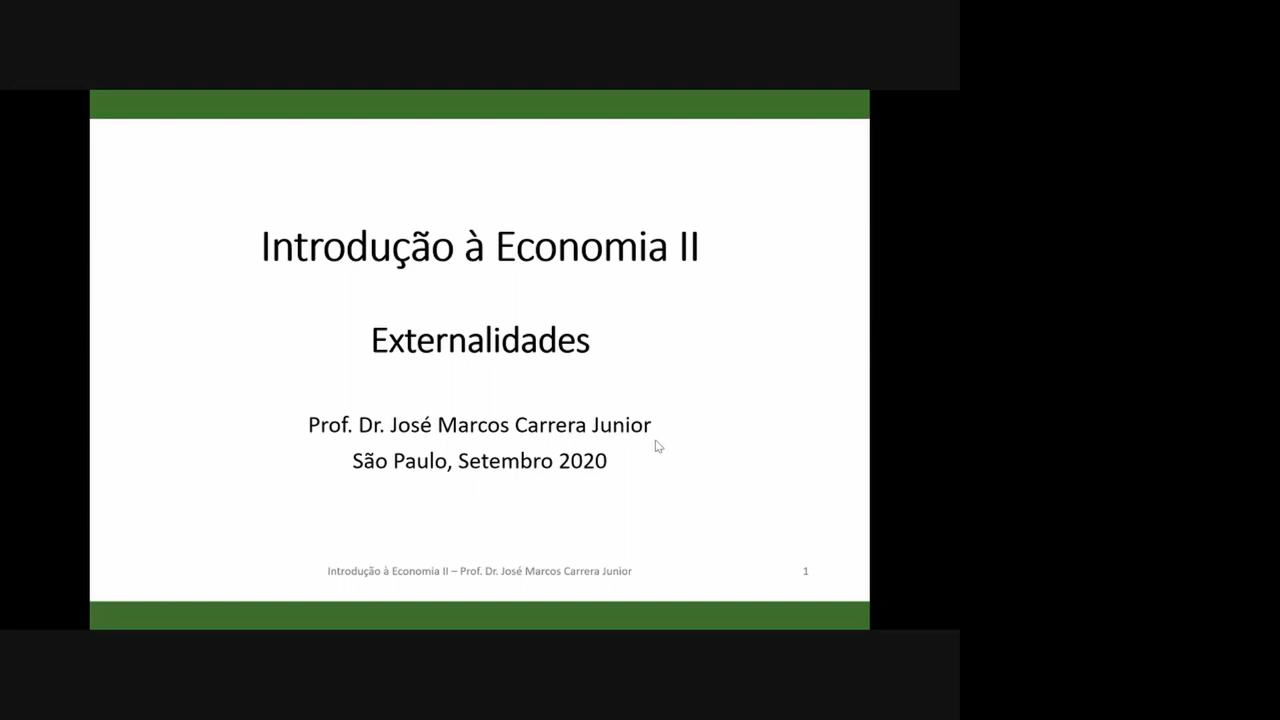 Introdução à Economia II
Externalidades
Prof. Dr. José Marcos Carrera Junior
São Paulo, Setembro 2020
Introdução à Economia II – Prof. Dr. José Marcos Carrera Junior
1